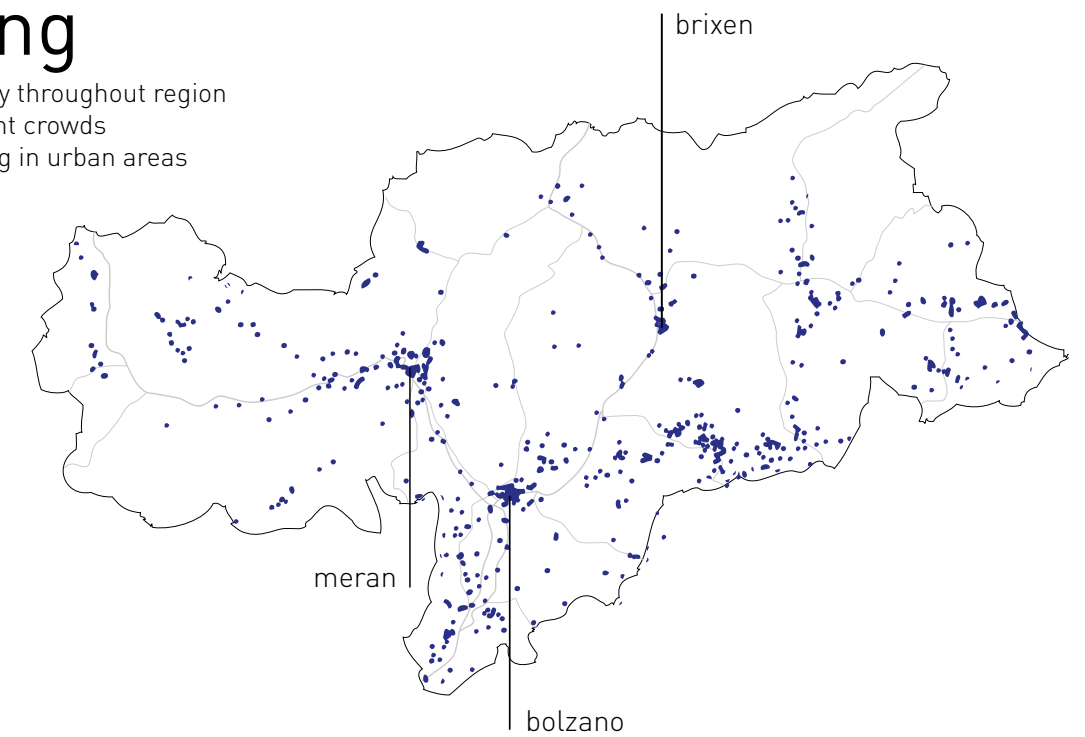 ng
y throughout region
nt crowds
g in urban areas
brixen
meran
bolzano